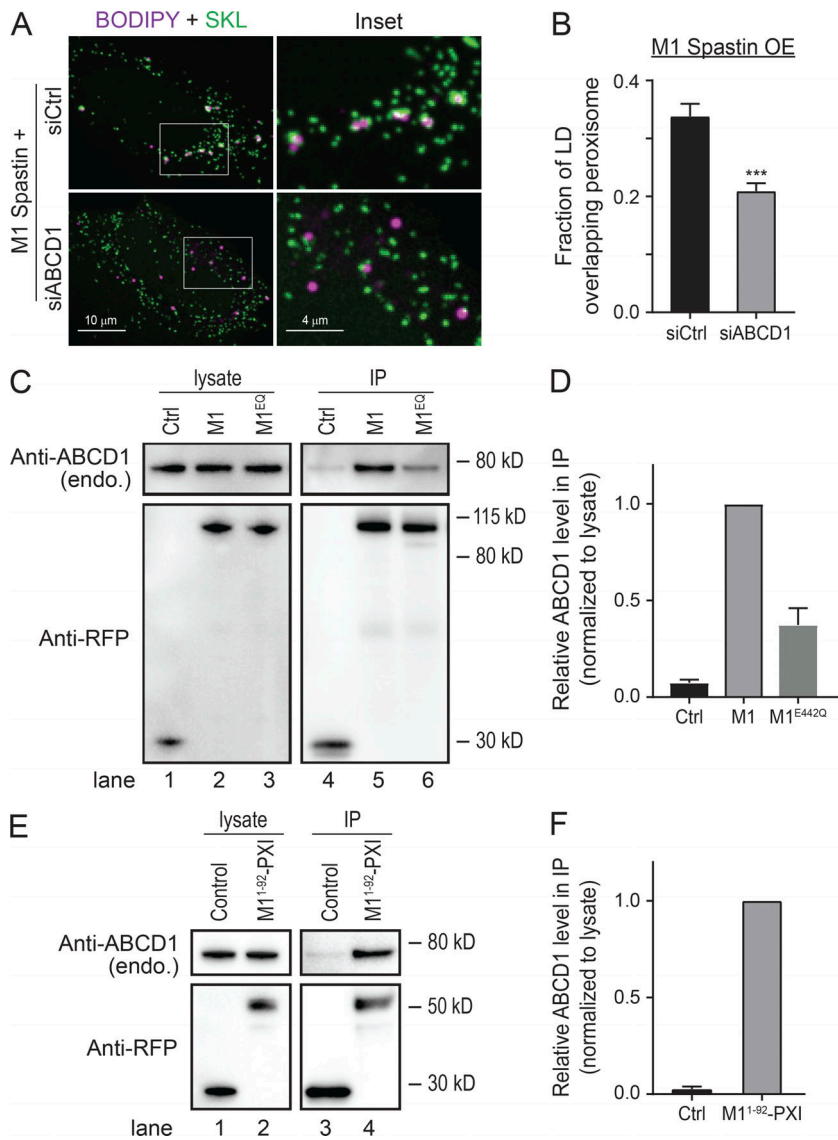 A
BODIPY + SKL
Inset
M1 Spastin +
siCtrl
siABCD1
10 µm
4 µm
B
M1 Spastin OE
Fraction of LD
overlapping peroxisome
0.4
0.2
0.0
***
siCtrl siABCD1
C
lysate IP
Ctrl M1 M1EQ Ctrl M1 M1EQ
Anti-ABCD1
(endo.)
– 80 kD
– 115 kD
– 80 kD
Anti-RFP
– 30 kD
lane 1 2 3 4 5 6
D
Relative ABCD1 level in IP
(normalized to lysate)
1.0
0.5
0.0
Ctrl M1 M1E442Q
E
lysate IP
Control M11-92-PXI Control M11-92-PXI
Anti-ABCD1
(endo.)
– 80 kD
– 50 kD
Anti-RFP
– 30 kD
lane 1 2 3 4
F
Relative ABCD1 level in IP
(normalized to lysate)
1.0
1.0
0.0
Ctrl M11-92-PXI